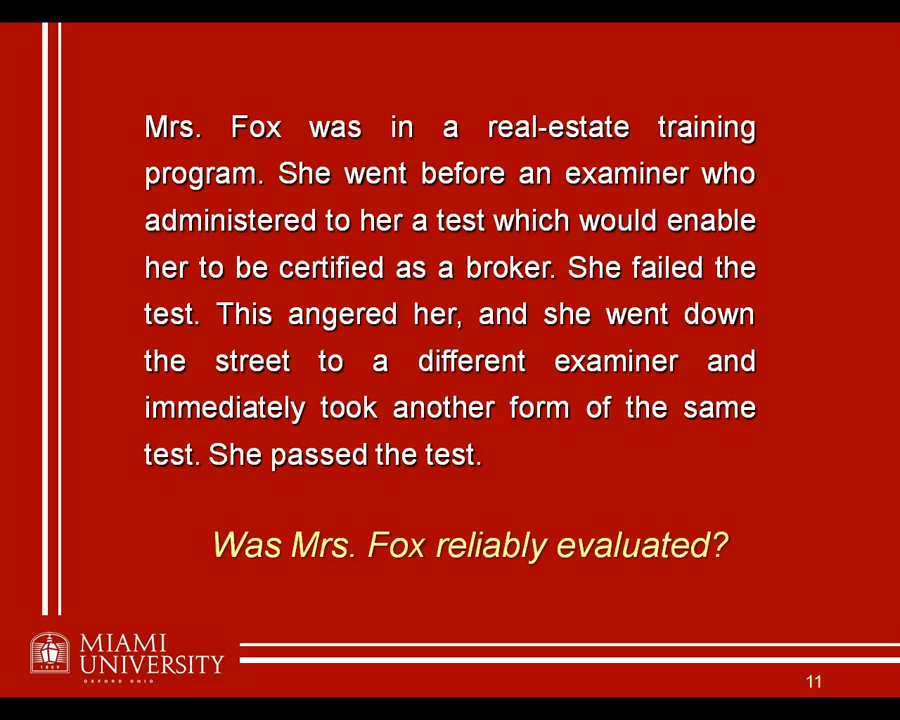 Mrs. Fox was in a real-estate training
program. She went before an examiner who
administered to her a test which would enable
her to be certified as a broker. She failed the
test. This angered her, and she went down
the street to a different examiner and
immediately took another form of the same
test. She passed the test.
Was Mrs. Fox reliably evaluated?
1809
MIAMI
UNIVERSITY
OXFORD OHIO
11